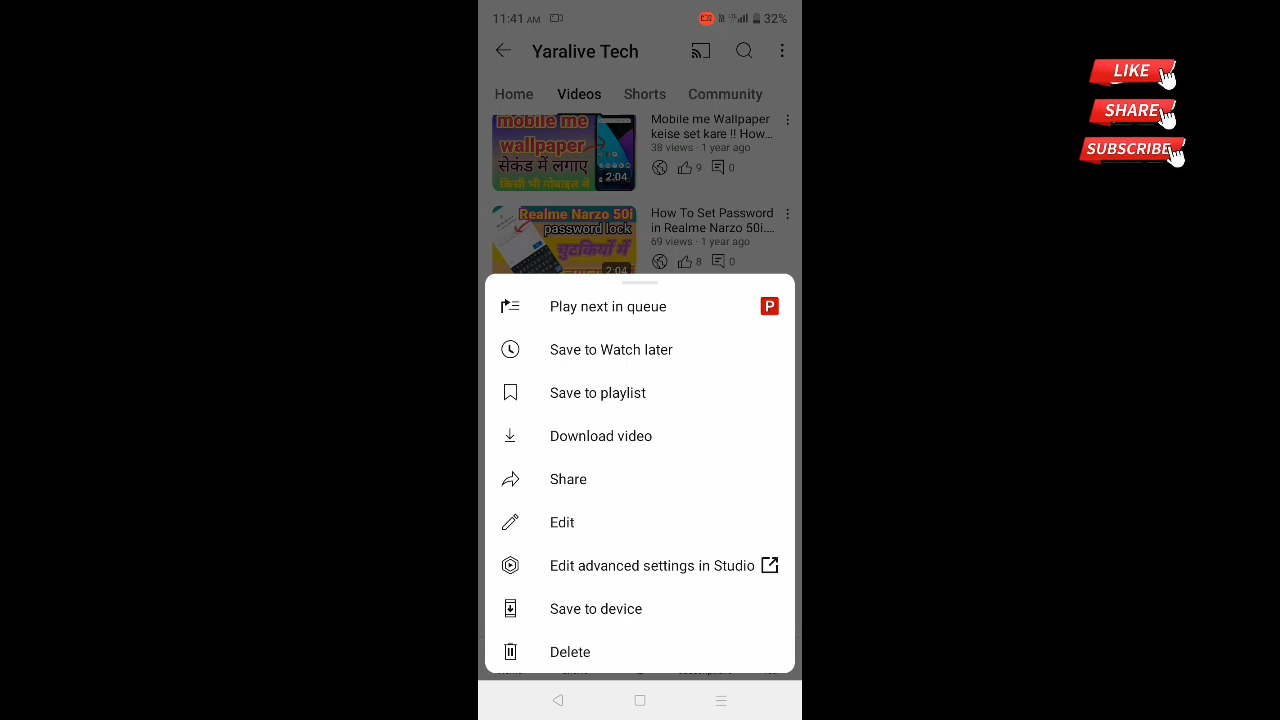 11:41 AM
32%
Yaralive Tech
Home Videos Shorts Community
mobile me
wallpaper
सेकंड में लगाए
किसी भी मोबाइल में
2:04
Mobile me Wallpaper
keise set kare !! How...
38 views · 1 year ago
9 0
Realme Narzo 50i
password lock
चुटकियों में
2:04
How To Set Password
in Realme Narzo 50i....
69 views · 1 year ago
8 0
Play next in queue P
Save to Watch later
Save to playlist
Download video
Share
Edit
Edit advanced settings in Studio
Save to device
Delete
LIKE
SHARE
SUBSCRIBE